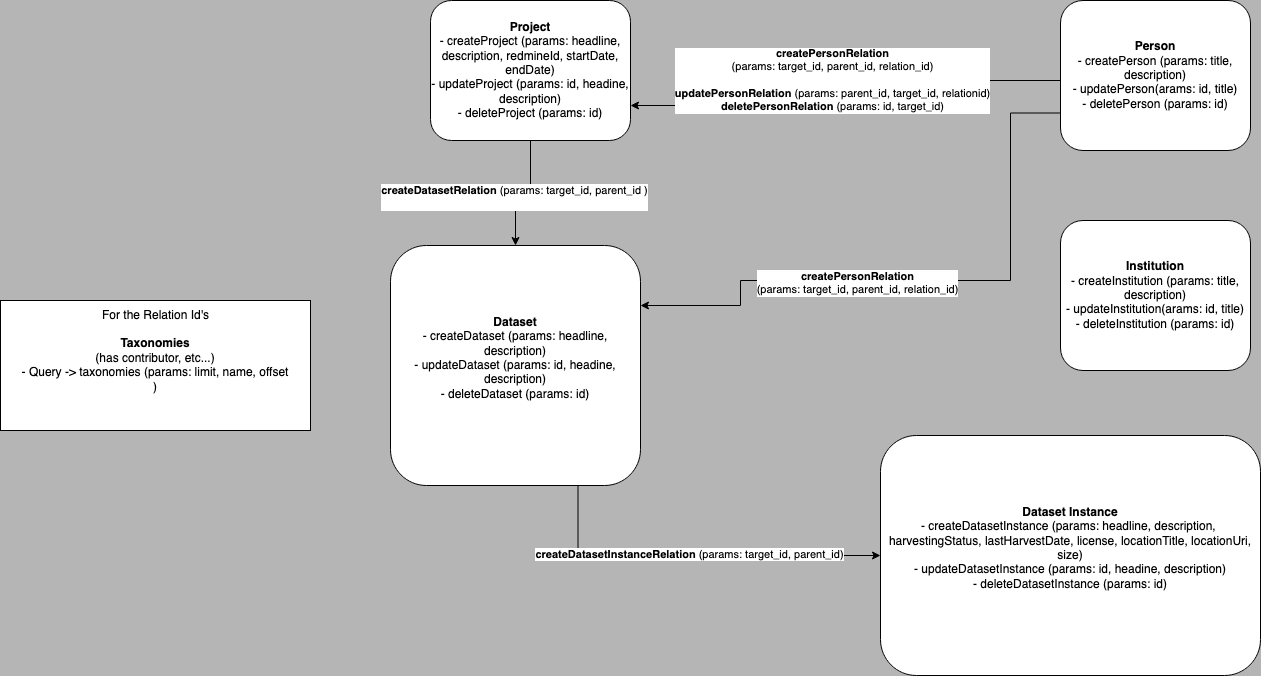 Project
- createProject (params: headline,
description, redmineId, startDate,
endDate)
- updateProject (params: id, headine,
description)
- deleteProject (params: id)
createPersonRelation
(params: target_id, parent_id, relation_id)
updatePersonRelation (params: parent_id, target_id, relationid)
deletePersonRelation (params: id, target_id)
Person
- createPerson (params: title,
description)
- updatePerson(arams: id, title)
- deletePerson (params: id)
createDatasetRelation (params: target_id, parent_id )
Institution
- createInstitution (params: title,
description)
- updateInstitution(arams: id, title)
- deleteInstitution (params: id)
createPersonRelation
(params: target_id, parent_id, relation_id)
For the Relation Id's
Taxonomies
(has contributor, etc...)
- Query -> taxonomies (params: limit, name, offset
)
Dataset
- createDataset (params: headline,
description)
- updateDataset (params: id, headine,
description)
- deleteDataset (params: id)
createDatasetInstanceRelation (params: target_id, parent_id)
Dataset Instance
- createDatasetInstance (params: headline, description,
harvestingStatus, lastHarvestDate, license, locationTitle, locationUri,
size)
- updateDatasetInstance (params: id, headine, description)
- deleteDatasetInstance (params: id)